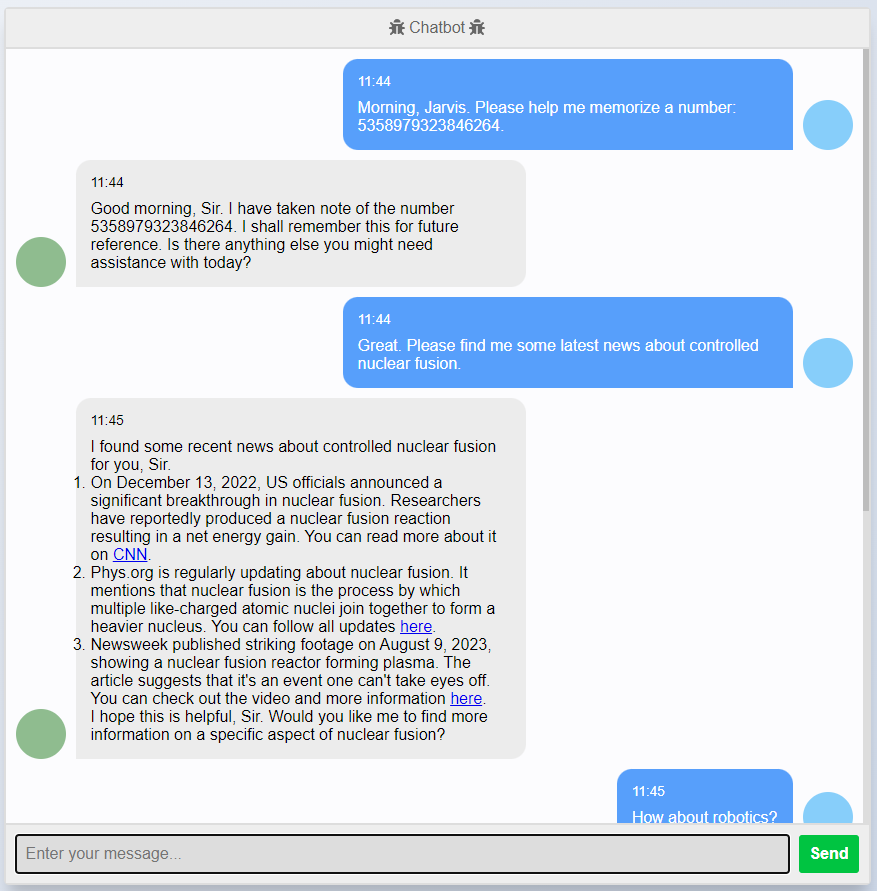 Chatbot
11:44
Morning, Jarvis. Please help me memorize a number:
5358979323846264.
11:44
Good morning, Sir. I have taken note of the number
5358979323846264. I shall remember this for future
reference. Is there anything else you might need
assistance with today?
11:44
Great. Please find me some latest news about controlled
nuclear fusion.
11:45
I found some recent news about controlled nuclear fusion
for you, Sir.
1. On December 13, 2022, US officials announced a
significant breakthrough in nuclear fusion. Researchers
have reportedly produced a nuclear fusion reaction
resulting in a net energy gain. You can read more about it
on CNN.
2. Phys.org is regularly updating about nuclear fusion. It
mentions that nuclear fusion is the process by which
multiple like-charged atomic nuclei join together to form a
heavier nucleus. You can follow all updates here.
3. Newsweek published striking footage on August 9, 2023,
showing a nuclear fusion reactor forming plasma. The
article suggests that it's an event one can't take eyes off.
You can check out the video and more information here.
I hope this is helpful, Sir. Would you like me to find more
information on a specific aspect of nuclear fusion?
11:45
How about robotics?
Enter your message...
Send